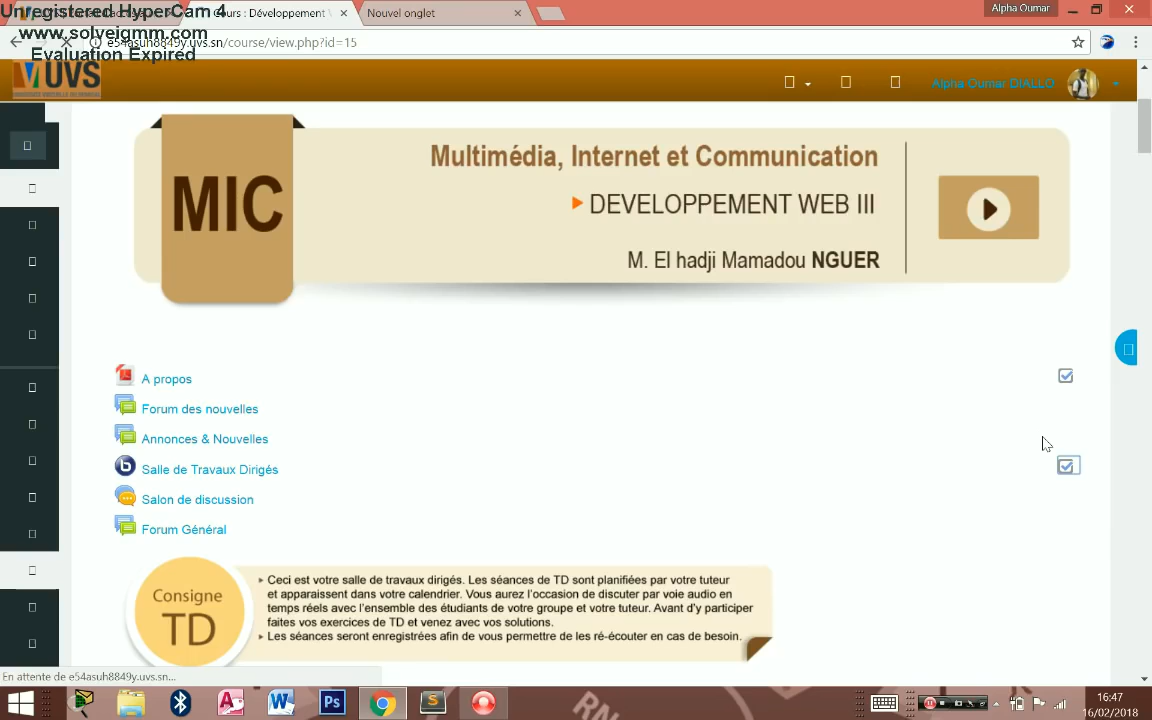 Unregistered HyperCam 4
www.solveigmm.com
Evaluation Expired
Cours : Développement
Nouvel onglet
Alpha Oumar
e54asuh8849y.uvs.sn/course/view.php?id=15
UVS
Alpha Oumar DIALLO
MIC
Multimédia, Internet et Communication
DEVELOPPEMENT WEB III
M. El hadji Mamadou NGUER
A propos
Forum des nouvelles
Annonces & Nouvelles
Salle de Travaux Dirigés
Salon de discussion
Forum Général
Consigne
TD
Ceci est votre salle de travaux dirigés. Les séances de TD sont planifiées par votre tuteur
et apparaissent dans votre calendrier. Vous aurez l'occasion de discuter par voie audio en
temps réels avec l'ensemble des étudiants de votre groupe et votre tuteur. Avant d'y participer
faites vos exercices de TD et venez avec vos solutions.
Les séances seront enregistrées afin de vous permettre de les ré-écouter en cas de besoin.
En attente de e54asuh8849y.uvs.sn...
Ps
16:47
16/02/2018